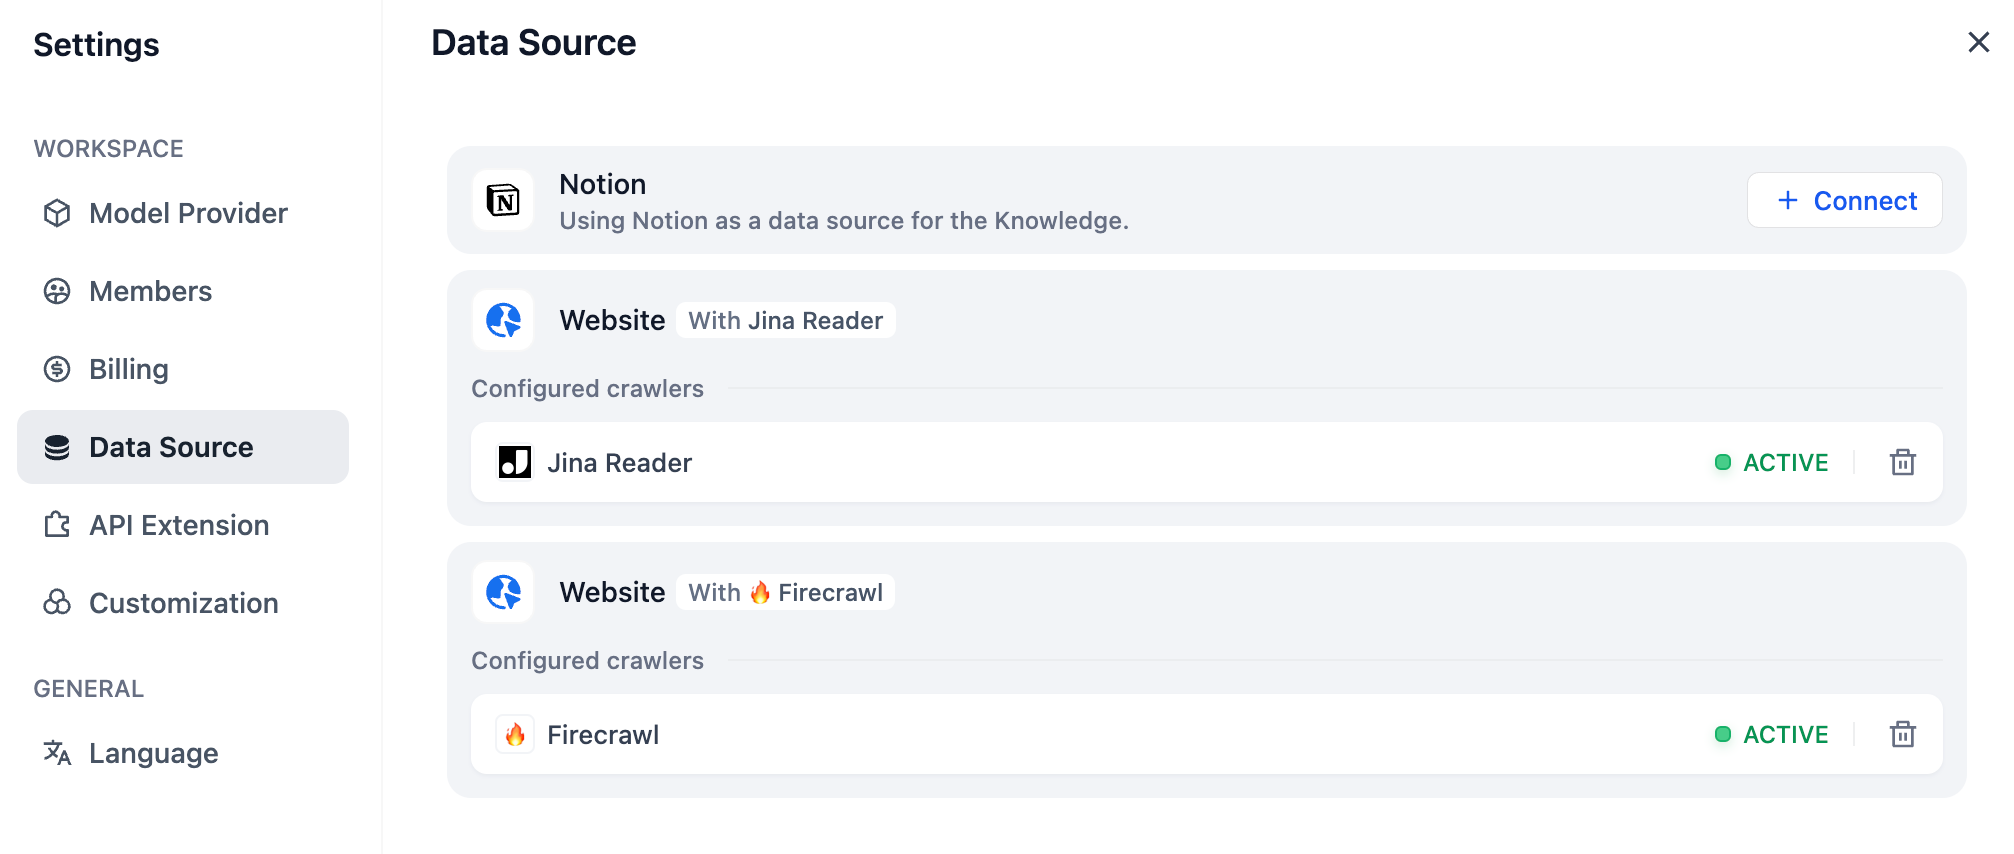 Settings
WORKSPACE
Model Provider
Members
Billing
Data Source
API Extension
Customization
GENERAL
Language
Data Source
Notion
Using Notion as a data source for the Knowledge.
+ Connect
Website With Jina Reader
Configured crawlers
Jina Reader ACTIVE
Website With 🔥 Firecrawl
Configured crawlers
Firecrawl ACTIVE